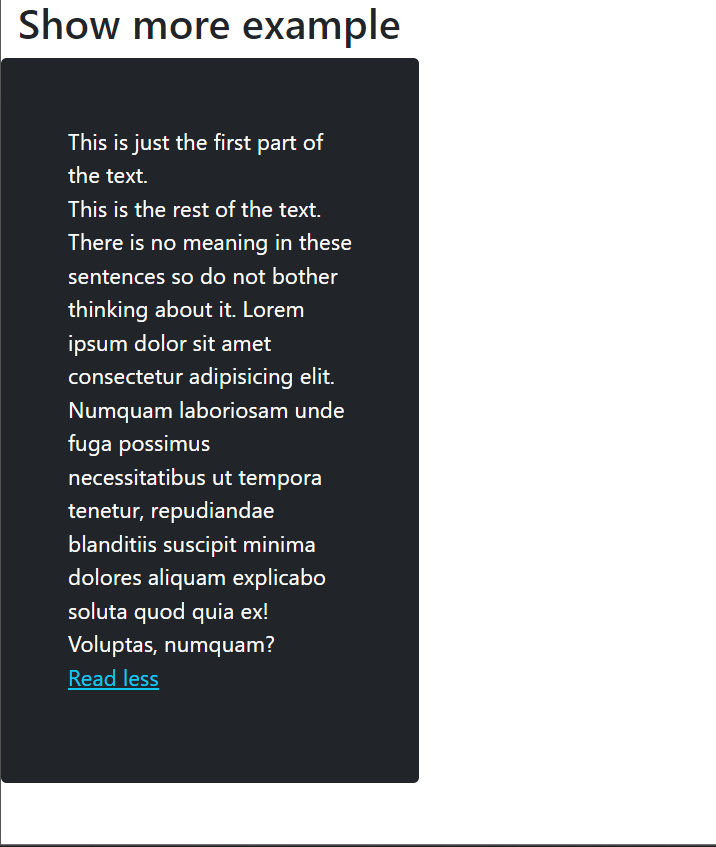 Show more example
This is just the first part of
the text.
This is the rest of the text.
There is no meaning in these
sentences so do not bother
thinking about it. Lorem
ipsum dolor sit amet
consectetur adipisicing elit.
Numquam laboriosam unde
fuga possimus
necessitatibus ut tempora
tenetur, repudiandae
blanditiis suscipit minima
dolores aliquam explicabo
soluta quod quia ex!
Voluptas, numquam?
Read less